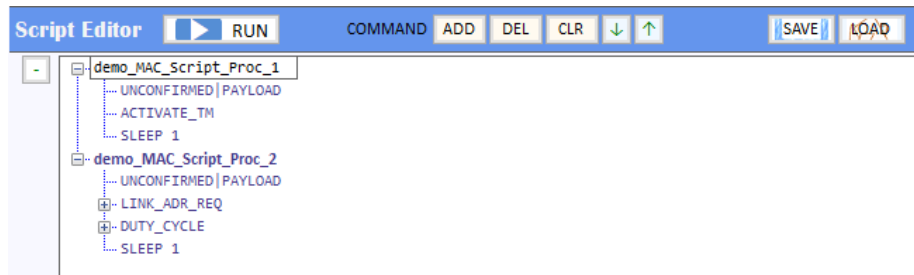 Script Editor RUN COMMAND ADD DEL CLR ↓ ↑ SAVE LOAD
- demo_MAC_Script_Proc_1
UNCONFIRMED|PAYLOAD
ACTIVATE_TM
SLEEP 1
demo_MAC_Script_Proc_2
UNCONFIRMED|PAYLOAD
LINK_ADR_REQ
DUTY_CYCLE
SLEEP 1